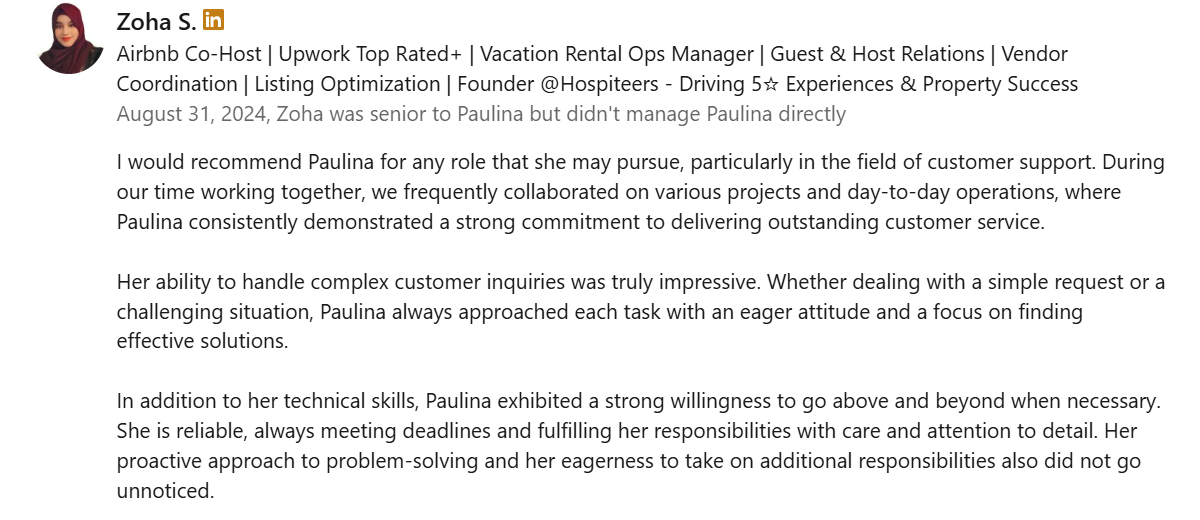 Zoha S. in
Airbnb Co-Host | Upwork Top Rated+ | Vacation Rental Ops Manager | Guest & Host Relations | Vendor
Coordination | Listing Optimization | Founder @Hospiteers - Driving 5☆ Experiences & Property Success
August 31, 2024, Zoha was senior to Paulina but didn't manage Paulina directly
I would recommend Paulina for any role that she may pursue, particularly in the field of customer support. During
our time working together, we frequently collaborated on various projects and day-to-day operations, where
Paulina consistently demonstrated a strong commitment to delivering outstanding customer service.
Her ability to handle complex customer inquiries was truly impressive. Whether dealing with a simple request or a
challenging situation, Paulina always approached each task with an eager attitude and a focus on finding
effective solutions.
In addition to her technical skills, Paulina exhibited a strong willingness to go above and beyond when necessary.
She is reliable, always meeting deadlines and fulfilling her responsibilities with care and attention to detail. Her
proactive approach to problem-solving and her eagerness to take on additional responsibilities also did not go
unnoticed.